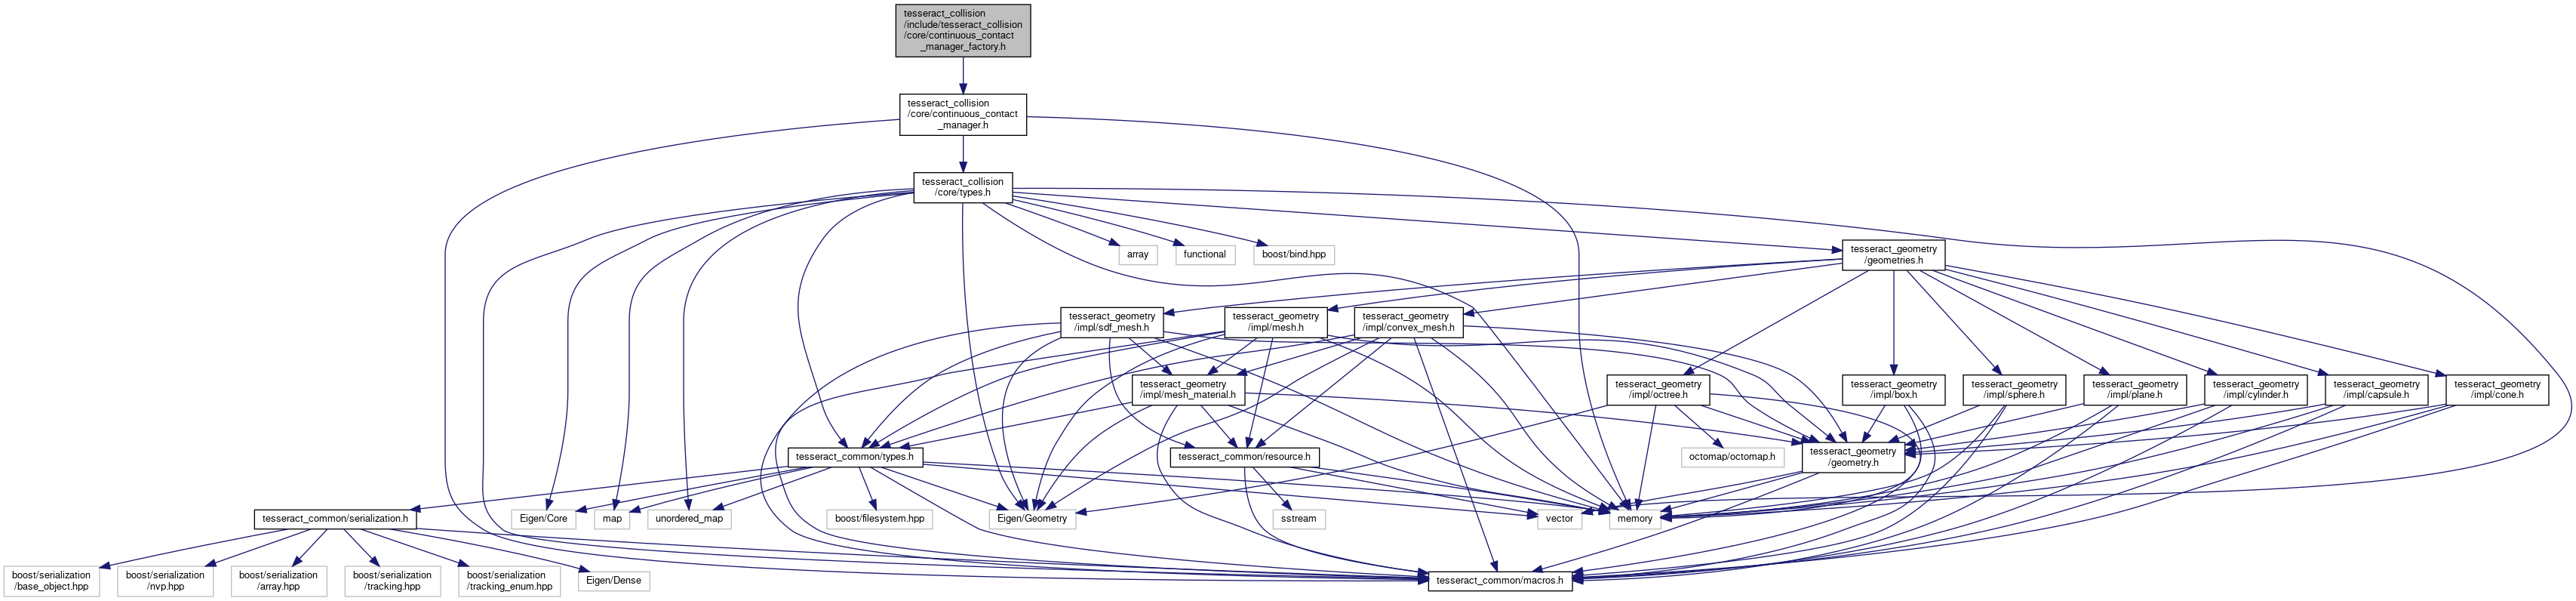 tesseract_collision
/include/tesseract_collision
/core/continuous_contact
_manager_factory.h
tesseract_collision
/core/continuous_contact
_manager.h
tesseract_collision
/core/types.h
array
functional
boost/bind.hpp
tesseract_geometry
/geometries.h
tesseract_geometry
/impl/sdf_mesh.h
tesseract_geometry
/impl/mesh.h
tesseract_geometry
/impl/convex_mesh.h
tesseract_geometry
/impl/mesh_material.h
tesseract_geometry
/impl/octree.h
tesseract_geometry
/impl/box.h
tesseract_geometry
/impl/sphere.h
tesseract_geometry
/impl/plane.h
tesseract_geometry
/impl/cylinder.h
tesseract_geometry
/impl/capsule.h
tesseract_geometry
/impl/cone.h
tesseract_common/types.h
tesseract_common/resource.h
octomap/octomap.h
tesseract_geometry
/geometry.h
tesseract_common/serialization.h
Eigen/Core
map
unordered_map
boost/filesystem.hpp
Eigen/Geometry
sstream
vector
memory
boost/serialization
/base_object.hpp
boost/serialization
/nvp.hpp
boost/serialization
/array.hpp
boost/serialization
/tracking.hpp
boost/serialization
/tracking_enum.hpp
Eigen/Dense
tesseract_common/macros.h